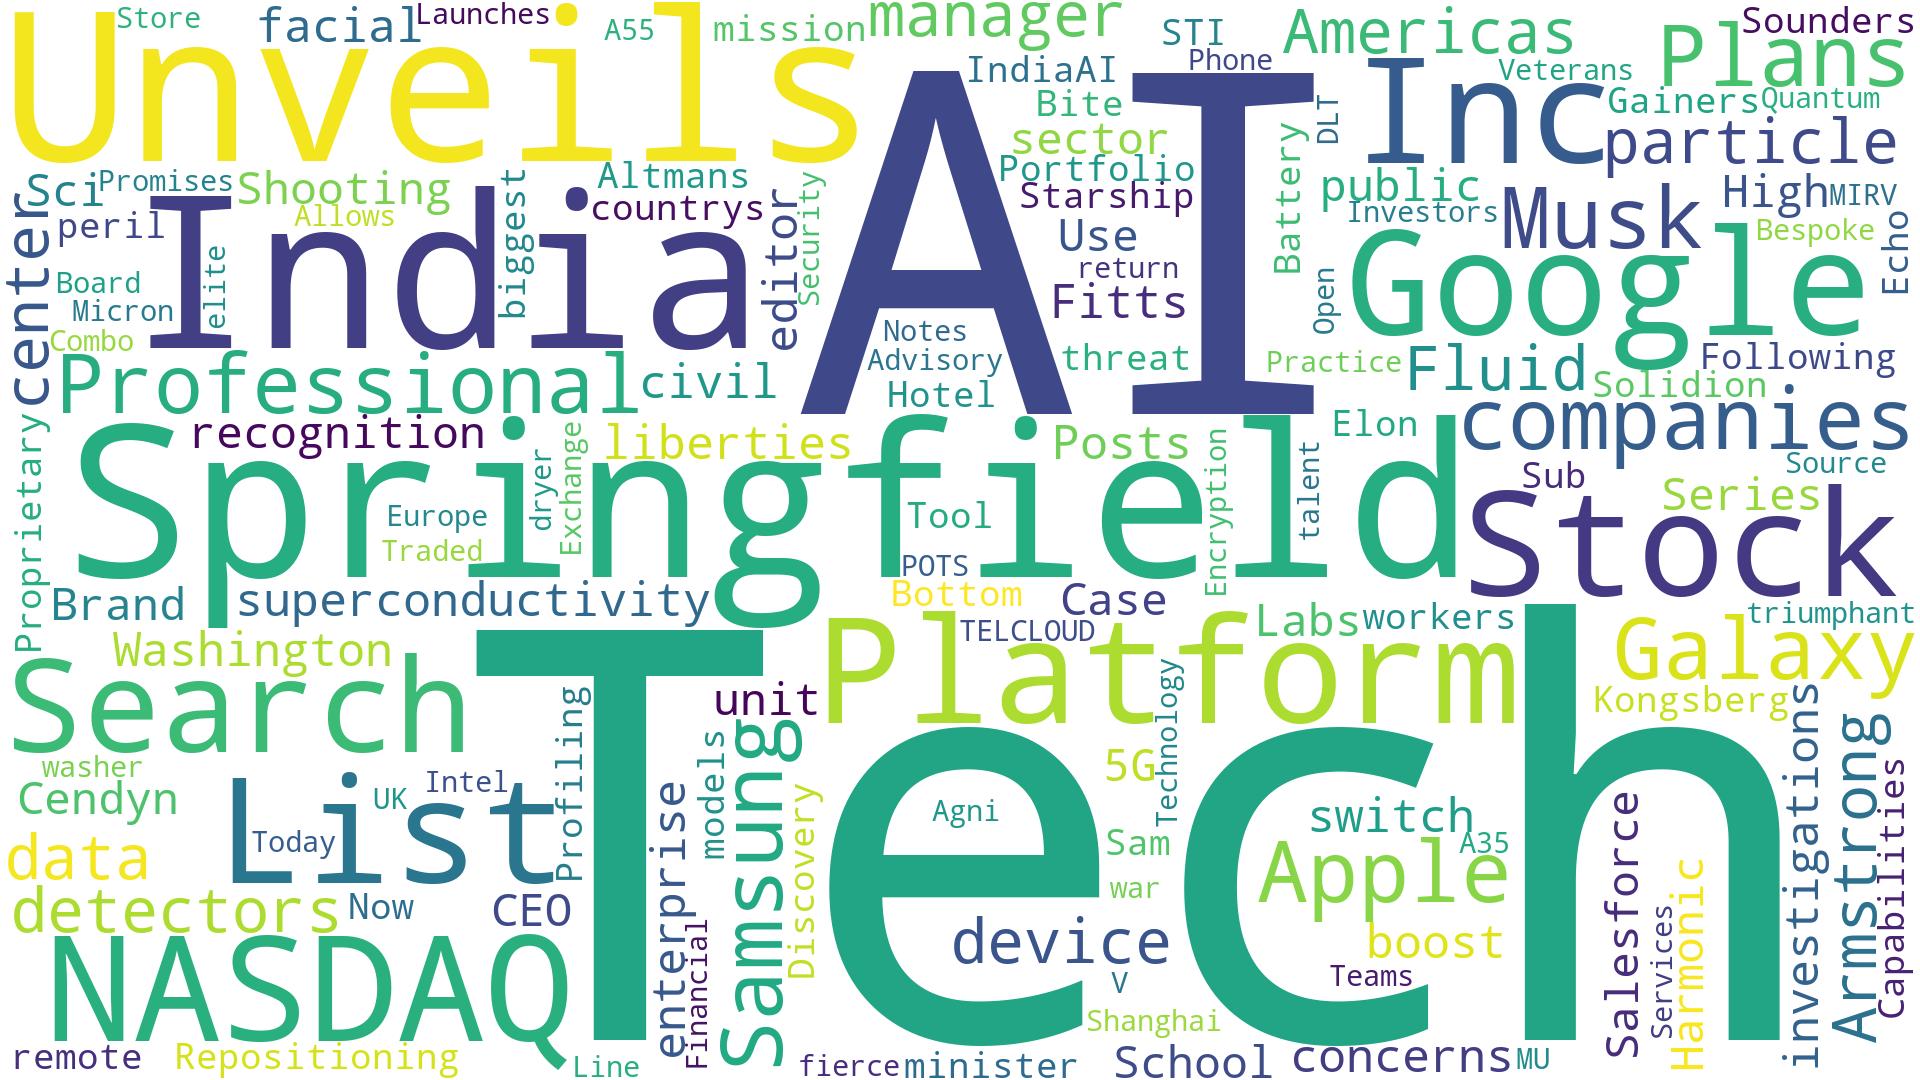 Unveils
Store
facial
Launches
A55
mission
manager
STI
Phone
Americas
Plans
Sounders
IndiaAI
Bite
sector
Portfolio
Starship
Use
return
Fitts
Battery
DLT
Inc
Veterans
Gainers
Quantum
particle
public
Investors
Musk
High
MIRV
Bespoke
Echo
Sci
Promises
Shooting
Allows
peril
center
Altmans
countrys
biggest
editor
Security
AI
India
elite
Board
Micron
Combo
Google
Open
Notes
Advisory
Hotel
threat
Practice
Fluid
Following
Solidion
Professional
civil
companies
recognition
liberties
Posts
Elon
Springfield
Proprietary
Exchange
dryer
Europe
Traded
Tool
POTS
Bottom
Encryption
talent
Sub
Source
Series
Stock
Brand
superconductivity
Case
TELCLOUD
Labs
workers
triumphant
Washington
Search
Platform
Galaxy
Kongsberg
unit
Tech
Technology
5G
washer
Cendyn
List
UK
Intel
Today
Profiling
models
Samsung
Discovery
enterprise
Financial
Agni
Sam
war
switch
A35
Apple
boost
Teams
device
V
Shanghai
data
detectors
Now
CEO
NASDAQ
remote
Repositioning
Line
fierce
minister
School
concerns
MU
Salesforce
Services
Harmonic
investigations
Armstrong
Capabilities